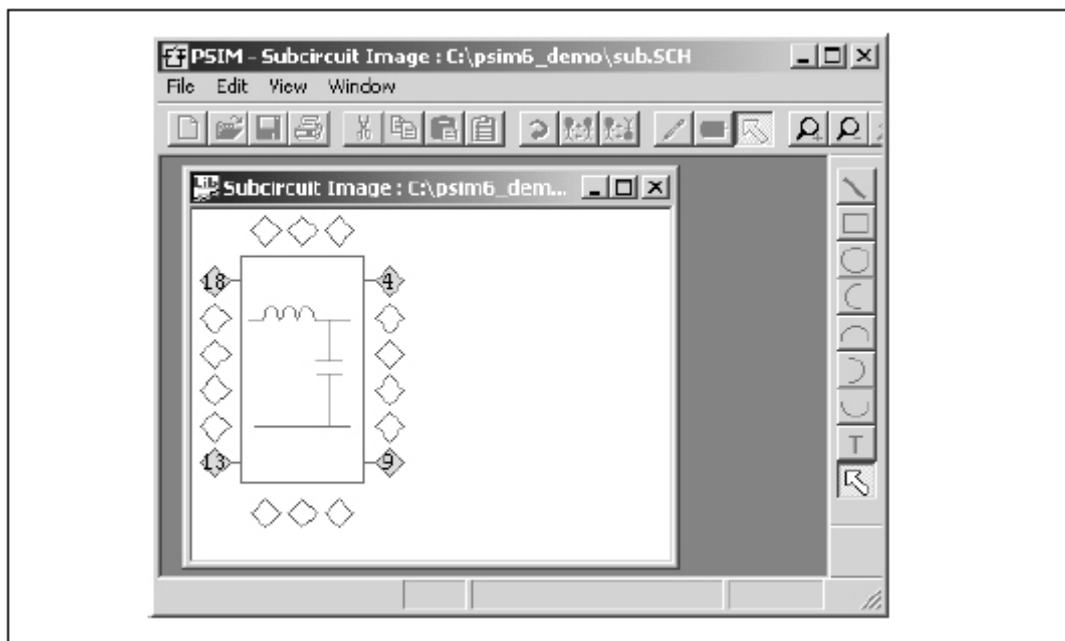 PSIM - Subcircuit Image : C:\psim6_demo\sub.SCH
File Edit View Window
Subcircuit Image : C:\psim6_dem...
18 4
13 9
T